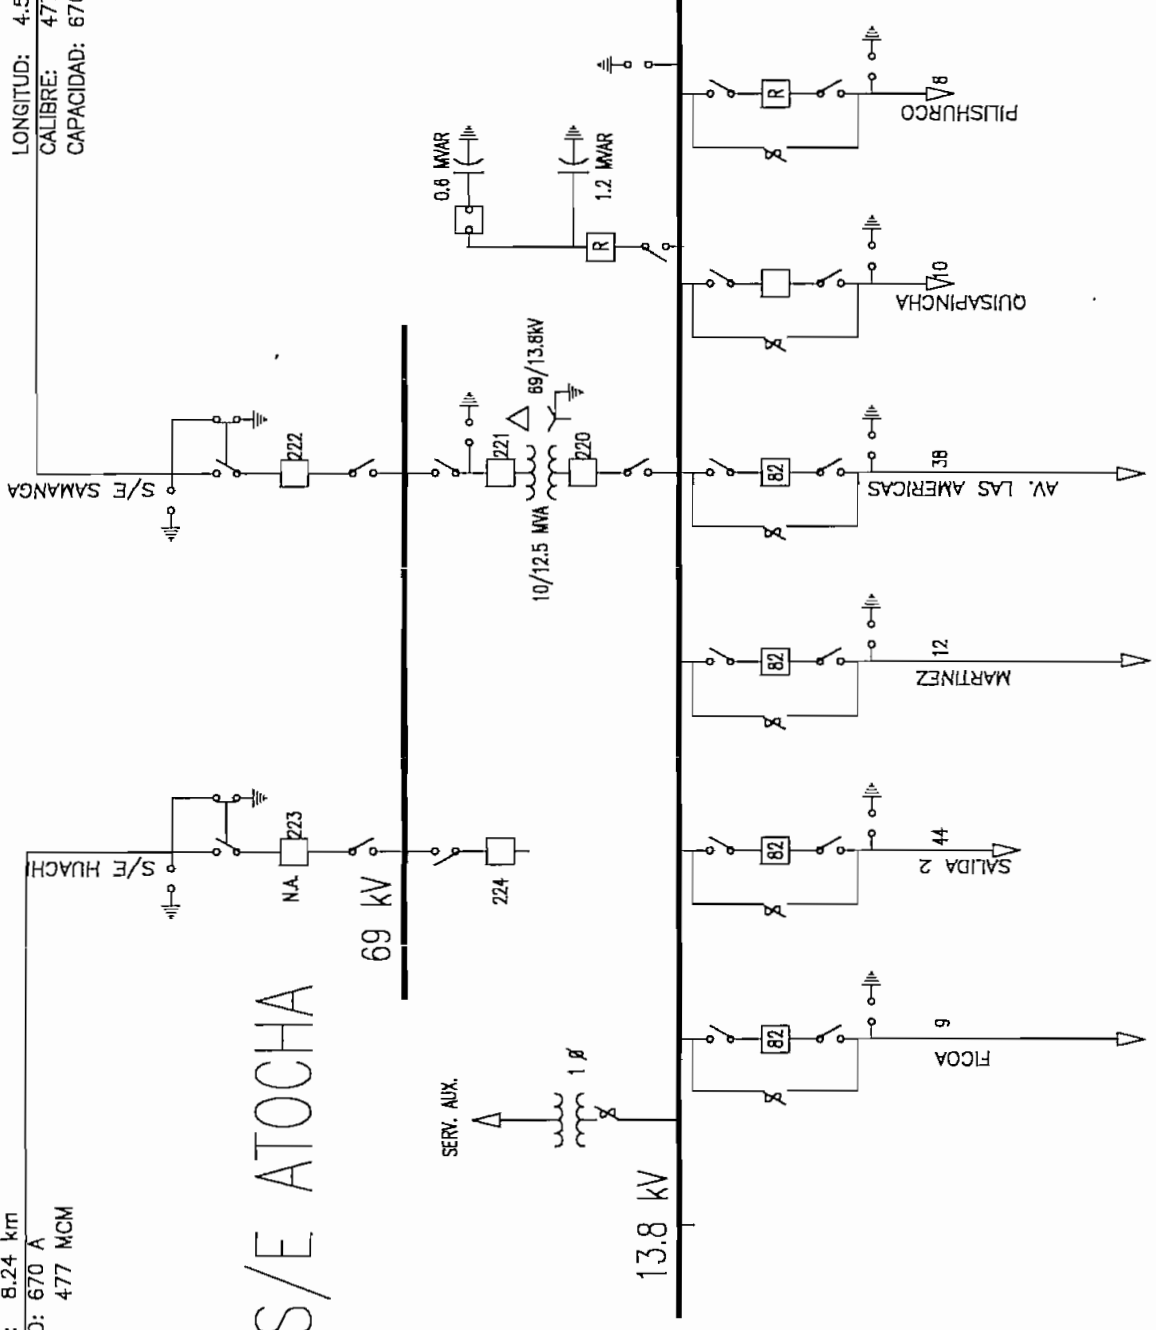 : 8.24 km
D: 670 A
477 MCM
LONGITUD: 4.5
CALIBRE: 47
CAPACIDAD: 670
S/E ATOCHA
S/E HUACHI
S/E SAMANGA
N.A.
223
222
69 kV
224
221
69/13.8kV
10/12.5 MVA
220
0.6 MVAR
1.2 MVAR
R
SERV. AUX.
1 Ø
13.8 kV
82
82
82
82
R
9
FICOA
44
SALIDA 2
12
MARTINEZ
38
AV. LAS AMERICAS
10
QUISAPINCHA
8
PILISHURCO